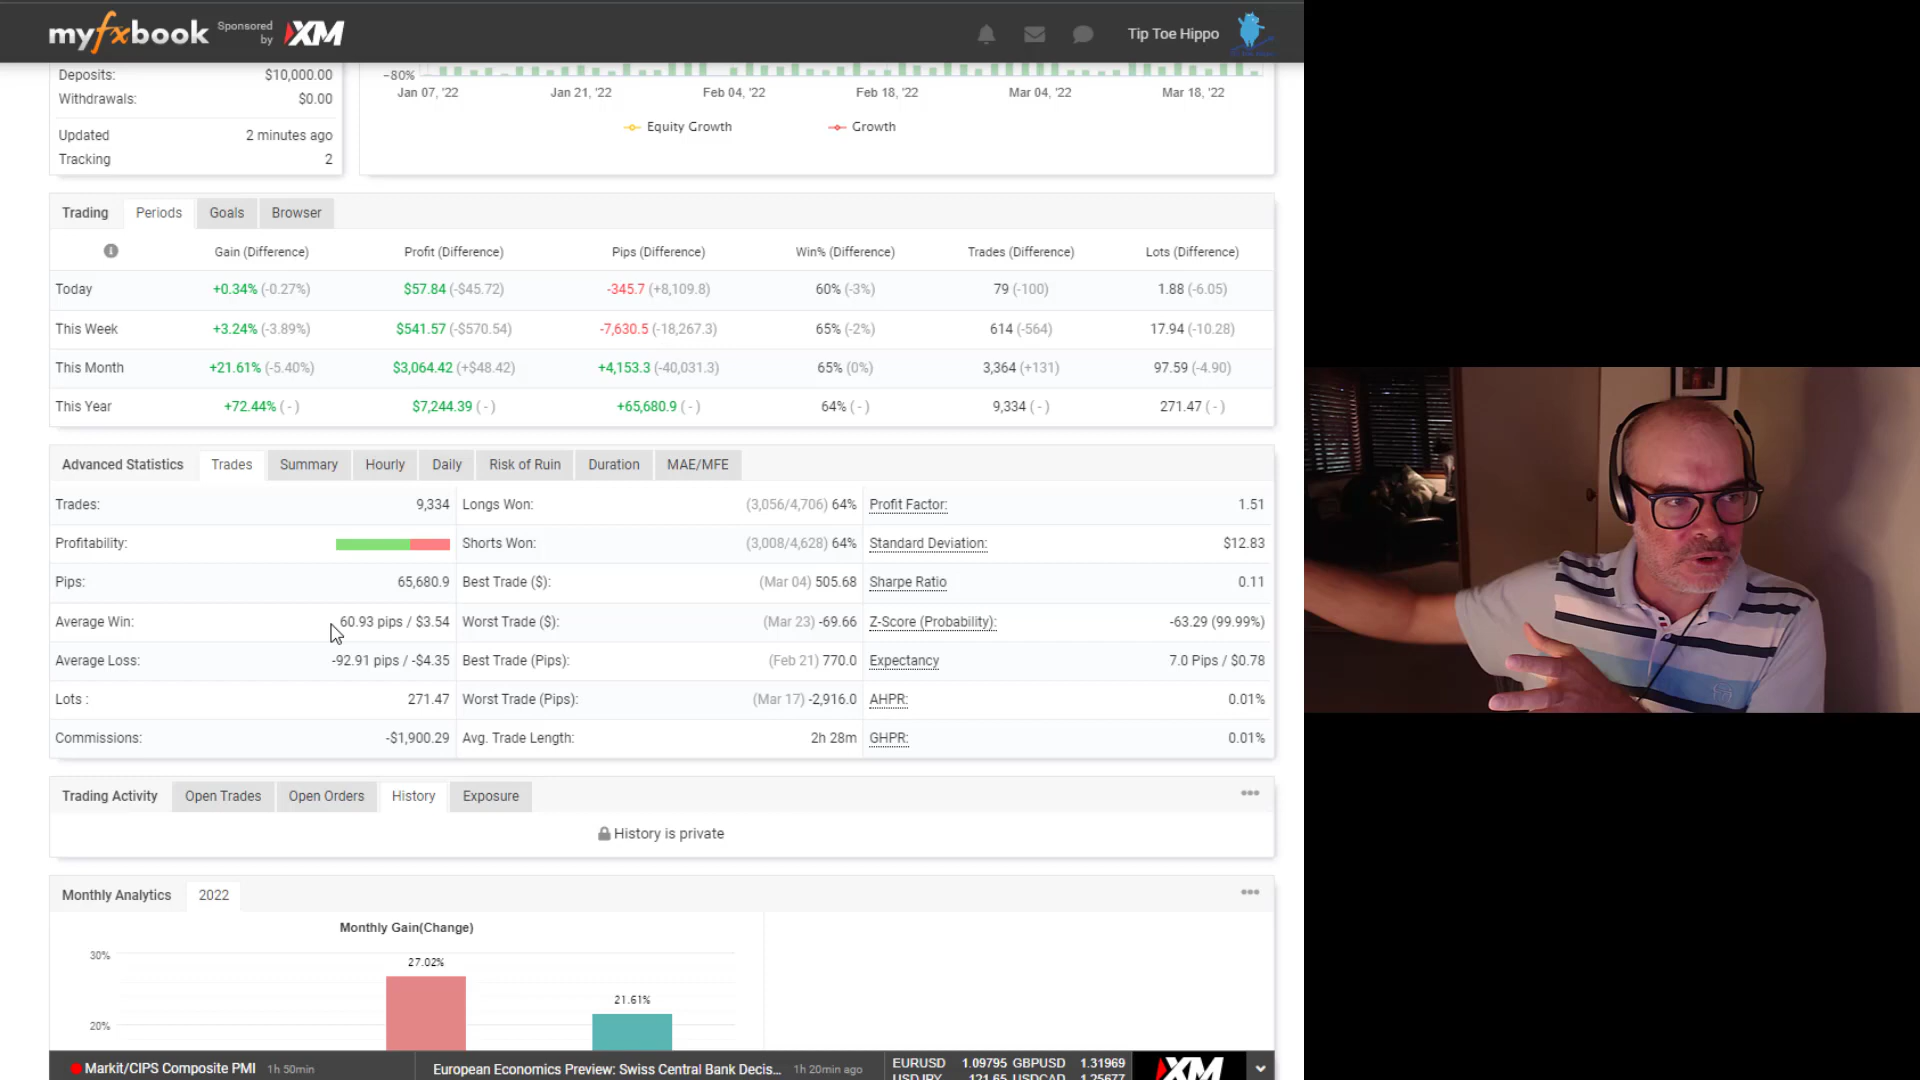 myfxbook Sponsored by XM
Tip Toe Hippo
Deposits: $10,000.00
Withdrawals: $0.00
Updated 2 minutes ago
Tracking 2
-80%
Jan 07, '22 Jan 21, '22 Feb 04, '22 Feb 18, '22 Mar 04, '22 Mar 18, '22
Equity Growth Growth
Trading Periods Goals Browser
Gain (Difference) Profit (Difference) Pips (Difference) Win% (Difference) Trades (Difference) Lots (Difference)
Today +0.34% (-0.27%) $57.84 (-$45.72) -345.7 (+8,109.8) 60% (-3%) 79 (-100) 1.88 (-6.05)
This Week +3.24% (-3.89%) $541.57 (-$570.54) -7,630.5 (-18,267.3) 65% (-2%) 614 (-564) 17.94 (-10.28)
This Month +21.61% (-5.40%) $3,064.42 (+$48.42) +4,153.3 (-40,031.3) 65% (0%) 3,364 (+131) 97.59 (-4.90)
This Year +72.44% ( - ) $7,244.39 ( - ) +65,680.9 ( - ) 64% ( - ) 9,334 ( - ) 271.47 ( - )
Advanced Statistics Trades Summary Hourly Daily Risk of Ruin Duration MAE/MFE
Trades: 9,334 Longs Won: (3,056/4,706) 64% Profit Factor: 1.51
Profitability: Shorts Won: (3,008/4,628) 64% Standard Deviation: $12.83
Pips: 65,680.9 Best Trade ($): (Mar 04) 505.68 Sharpe Ratio 0.11
Average Win: 60.93 pips / $3.54 Worst Trade ($): (Mar 23) -69.66 Z-Score (Probability): -63.29 (99.99%)
Average Loss: -92.91 pips / -$4.35 Best Trade (Pips): (Feb 21) 770.0 Expectancy 7.0 Pips / $0.78
Lots : 271.47 Worst Trade (Pips): (Mar 17) -2,916.0 AHPR: 0.01%
Commissions: -$1,900.29 Avg. Trade Length: 2h 28m GHPR: 0.01%
Trading Activity Open Trades Open Orders History Exposure
History is private
Monthly Analytics 2022
Monthly Gain(Change)
30%
27.02%
21.61%
20%
Markit/CIPS Composite PMI 1h 50min European Economics Preview: Swiss Central Bank Decis... 1h 20min ago EURUSD 1.09795 GBPUSD 1.31969 XM
USDJPY 121.65 USDCAD 1.25677